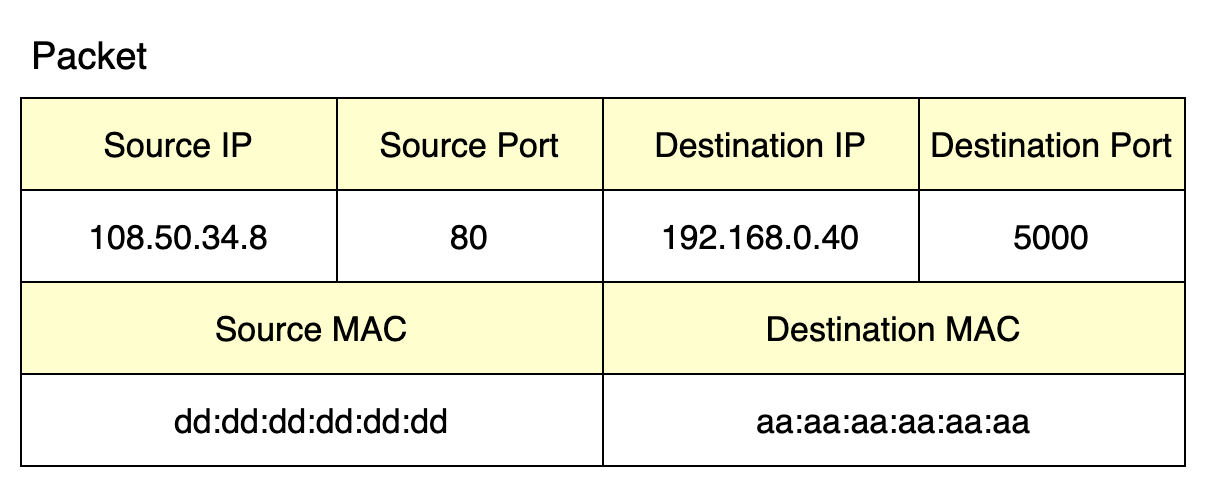 Packet
Source IP Source Port Destination IP Destination Port
108.50.34.8 80 192.168.0.40 5000
Source MAC Destination MAC
dd:dd:dd:dd:dd:dd aa:aa:aa:aa:aa:aa